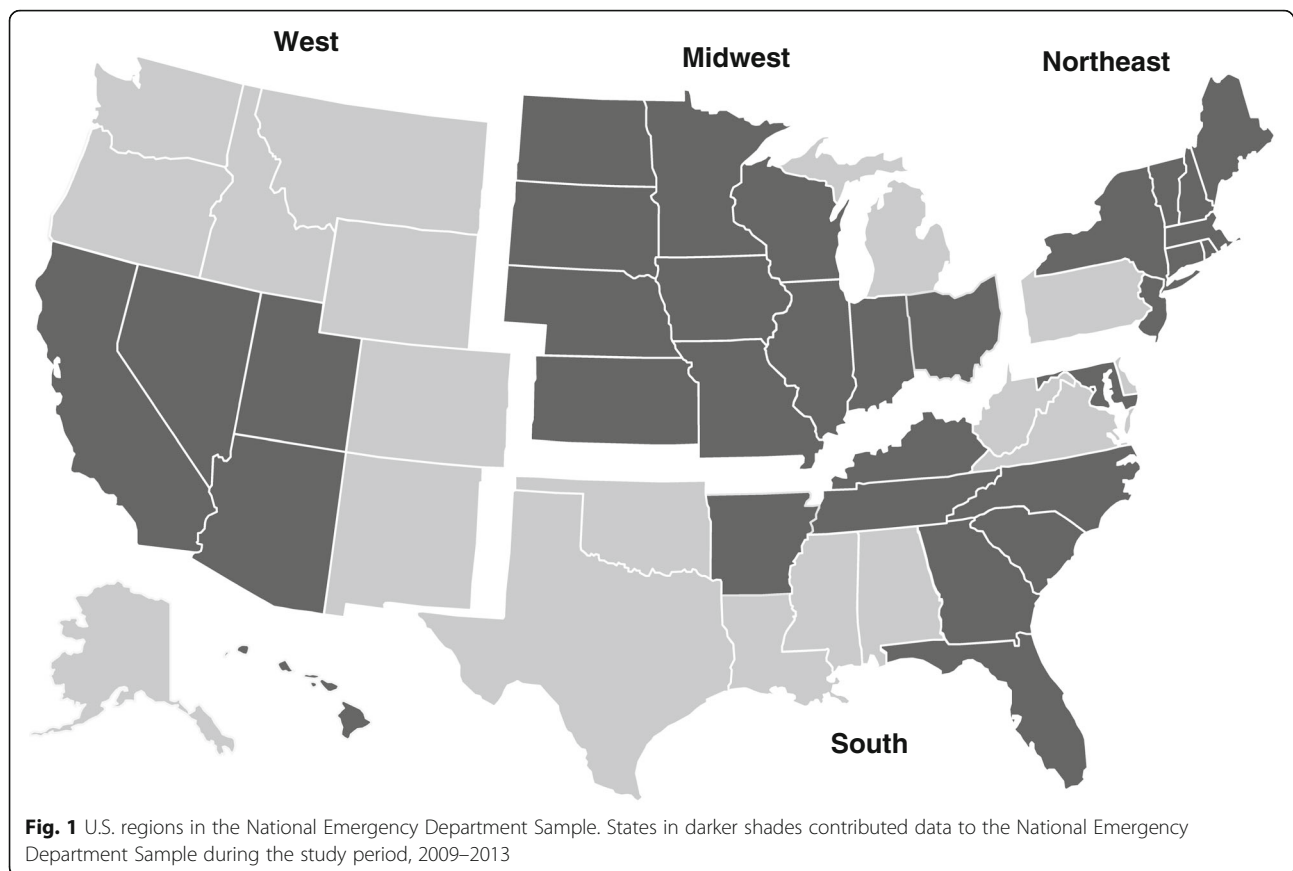 West
Midwest
Northeast
South
Fig. 1 U.S. regions in the National Emergency Department Sample. States in darker shades contributed data to the National Emergency
Department Sample during the study period, 2009–2013